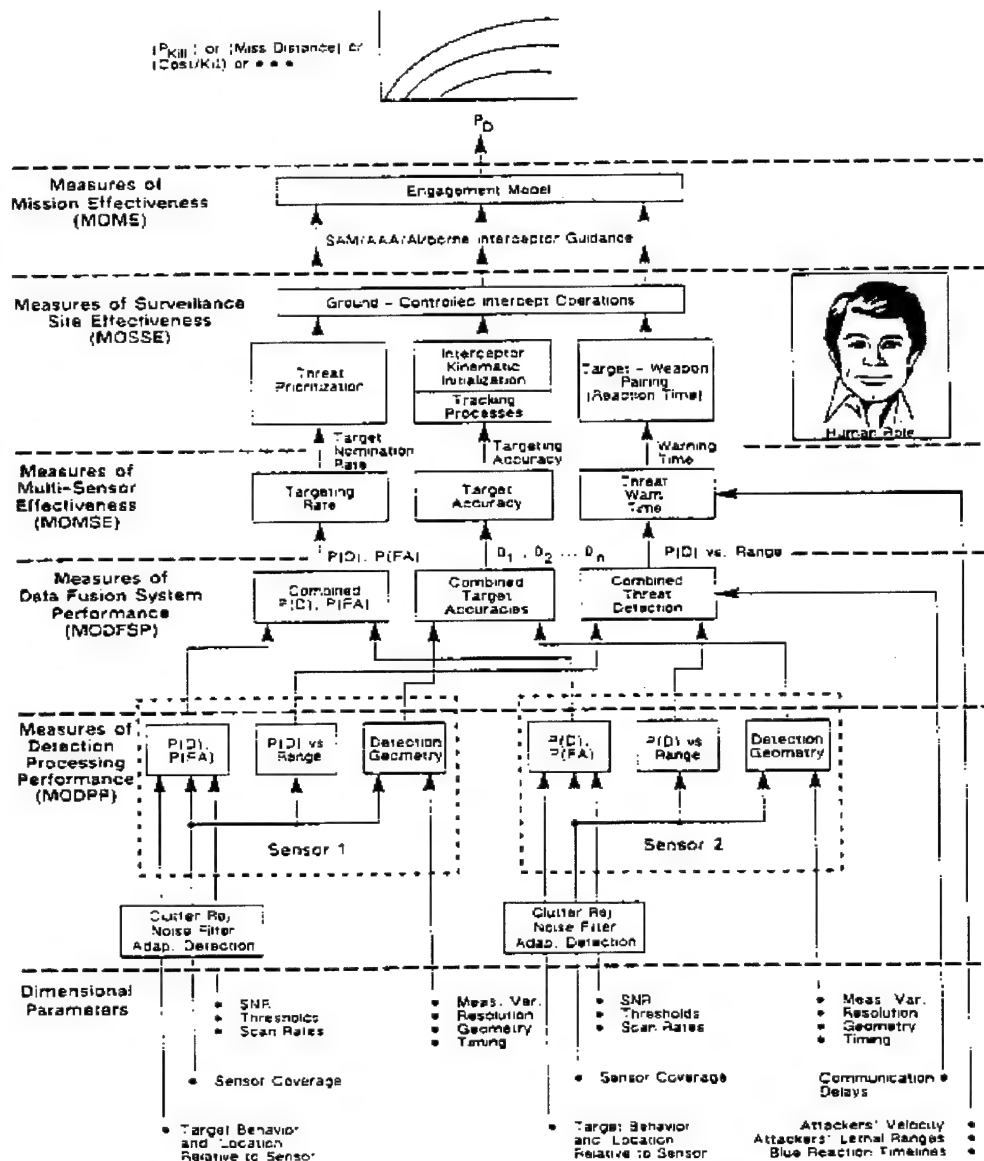 (PKill) or (Miss Distance) or
(Cost/Kill) or • • •
PD
Measures of
Mission Effectiveness
(MOME)
Engagement Model
SAM/AAA/Airborne Interceptor Guidance
Measures of Surveillance
Site Effectiveness
(MOSSE)
Ground - Controlled Intercept Operations
Threat
Prioritization
Interceptor
Kinematic
Initialization
Tracking
Processes
Target - Weapon
Pairing
(Reaction Time)
Human Role
Target
Nomination
Rate
Targeting
Accuracy
Warning
Time
Measures of
Multi-Sensor
Effectiveness
(MOMSE)
Targeting
Rate
Target
Accuracy
Threat
Warn
Time
P(D), P(FA)
D1 , D2 ... Dn
P(D) vs. Range
Measures of
Data Fusion System
Performance
(MODFSP)
Combined
P(D), P(FA)
Combined
Target
Accuracies
Combined
Threat
Detection
Measures of
Detection
Processing
Performance
(MODPP)
P(D),
P(FA)
P(D) vs
Range
Detection
Geometry
Sensor 1
P(D),
P(FA)
P(D) vs
Range
Detection
Geometry
Sensor 2
Clutter Rej
Noise Filter
Adap. Detection
Clutter Rej
Noise Filter
Adap. Detection
Dimensional
Parameters
• SNR
• Thresholds
• Scan Rates
• Meas. Var.
• Resolution
• Geometry
• Timing
• SNR
• Thresholds
• Scan Rates
• Meas. Var.
• Resolution
• Geometry
• Timing
• Sensor Coverage
• Sensor Coverage
Communication •
Delays
• Target Behavior
and Location
Relative to Sensor
• Target Behavior
and Location
Relative to Sensor
Attackers' Velocity •
Attackers' Lethal Ranges •
Blue Reaction Timelines •